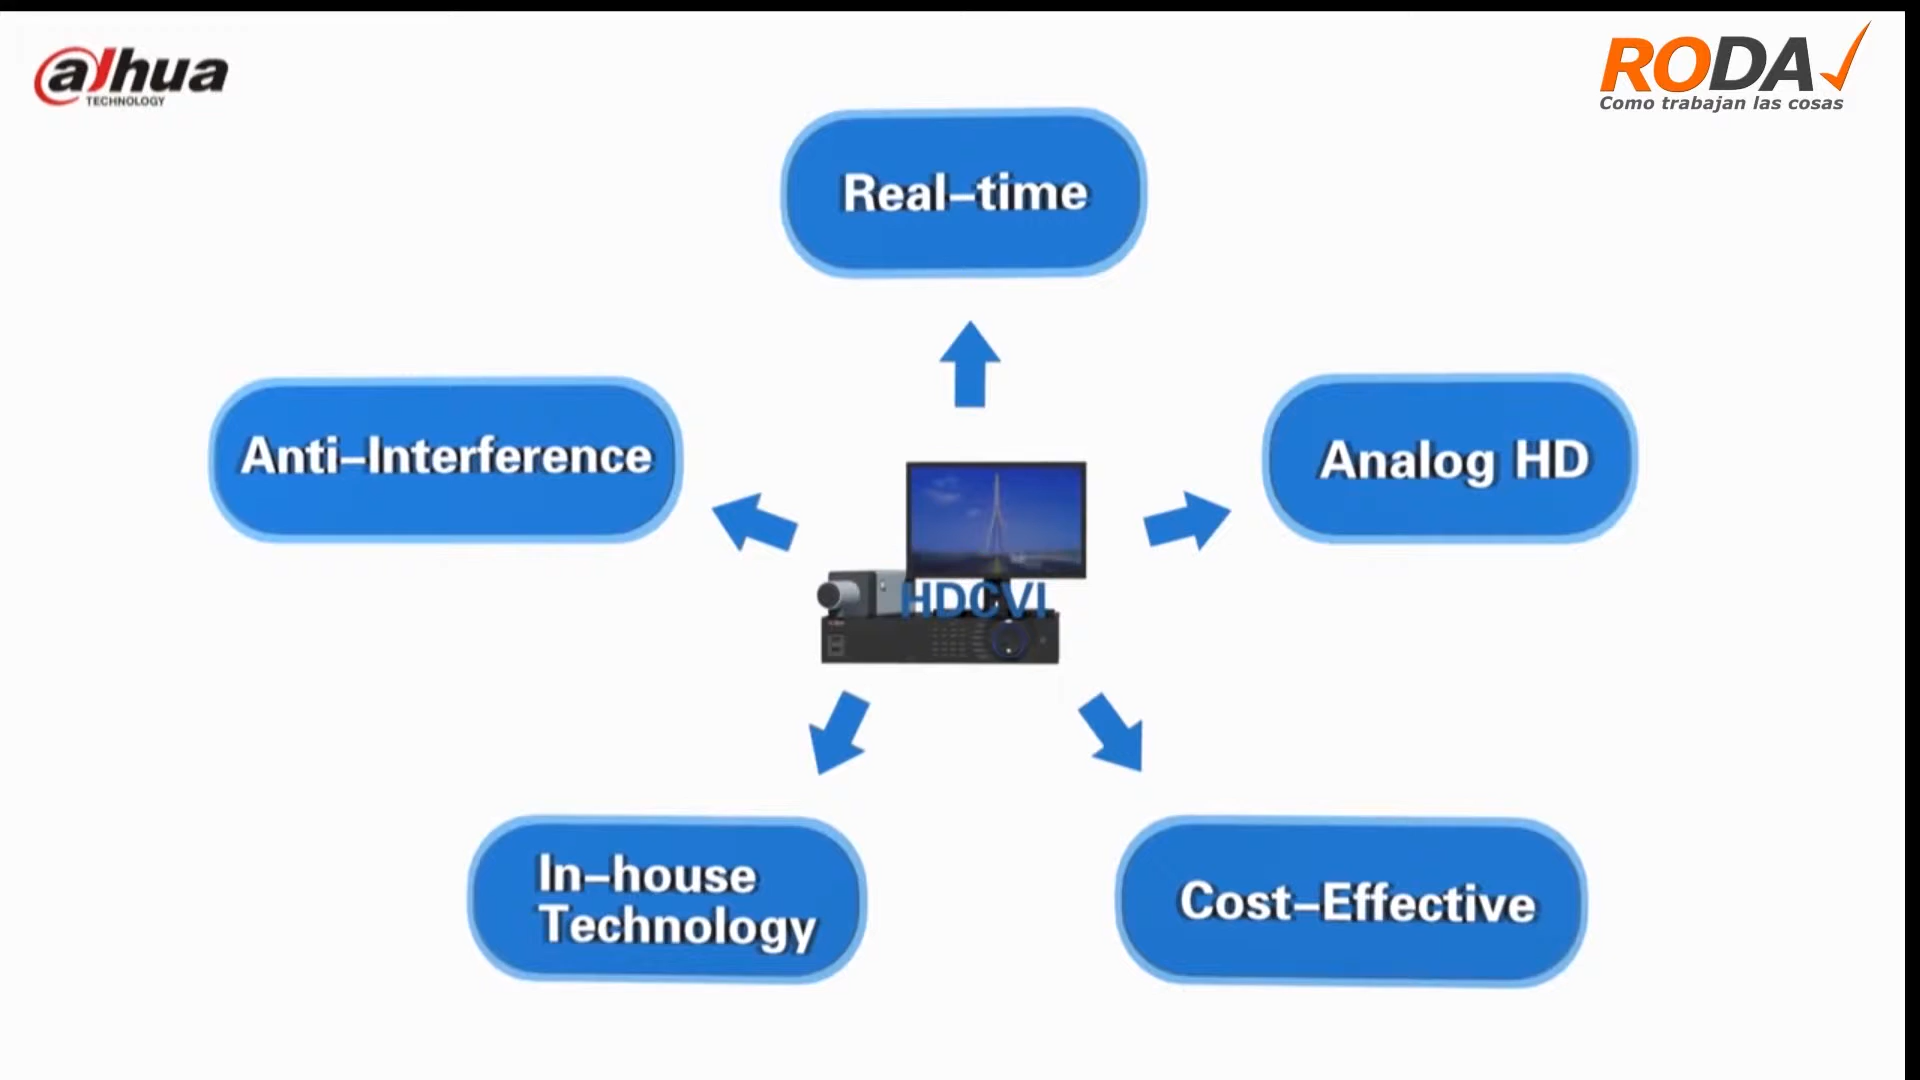 alhua
TECHNOLOGY
RODA
Como trabajan las cosas
Real-time
Anti-Interference
Analog HD
HDCVI
In-house
Technology
Cost-Effective